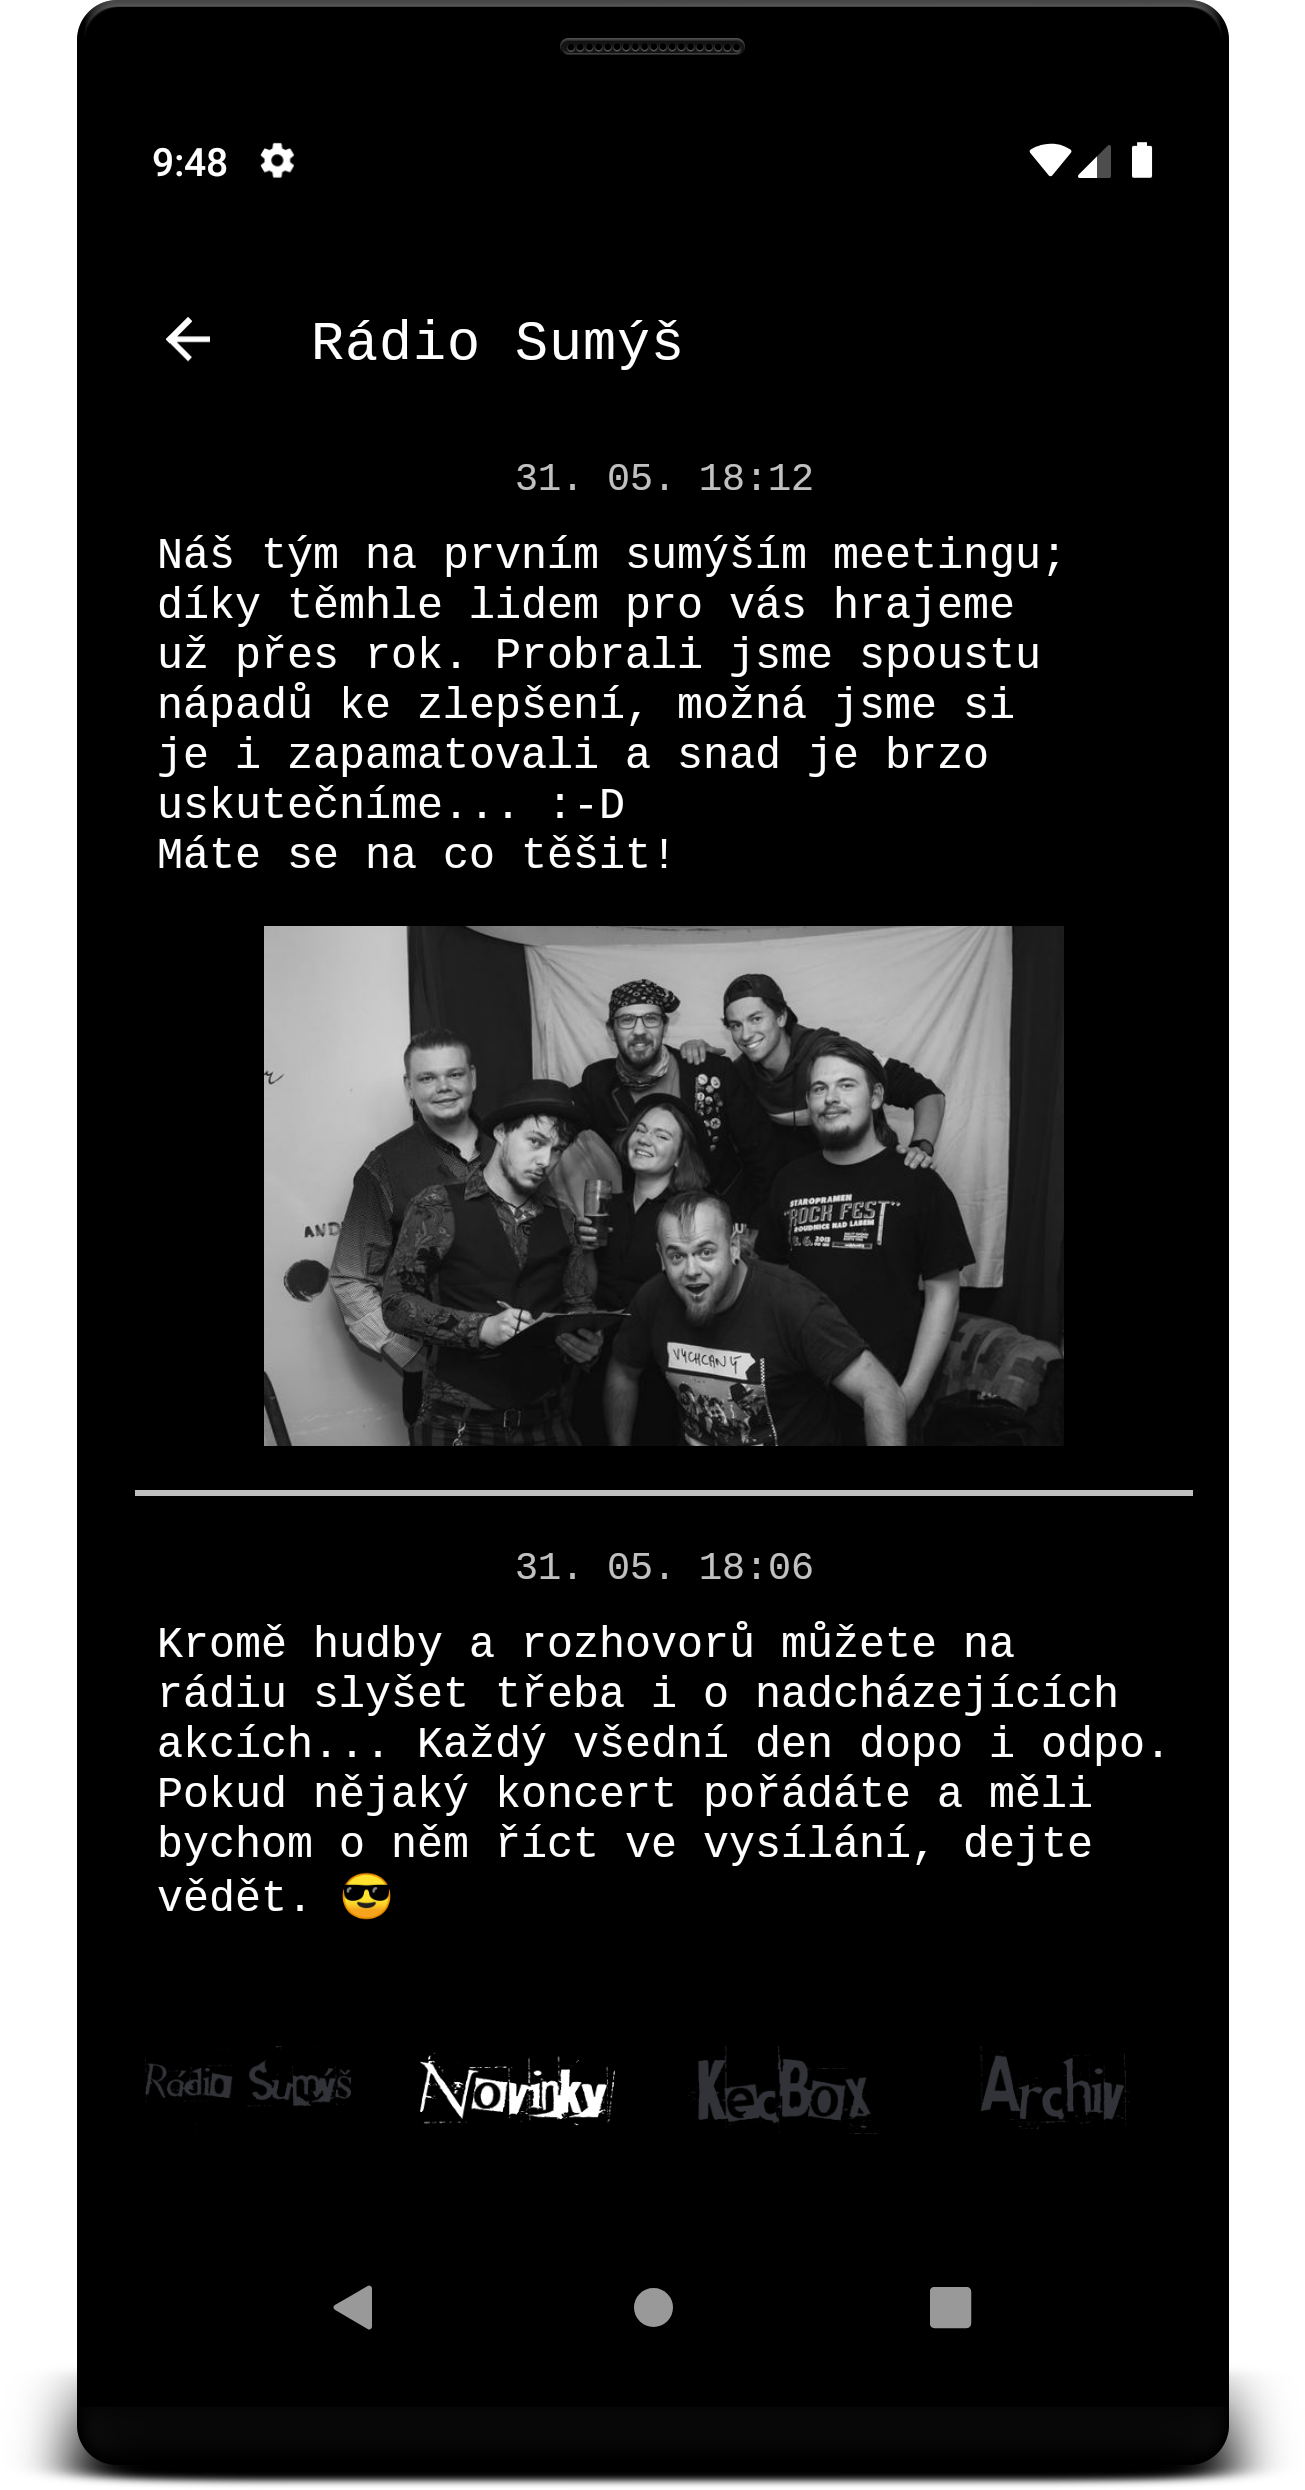 9:48
Rádio Sumýš
31. 05. 18:12
Náš tým na prvním sumýším meetingu;
díky těmhle lidem pro vás hrajeme
už přes rok. Probrali jsme spoustu
nápadů ke zlepšení, možná jsme si
je i zapamatovali a snad je brzo
uskutečníme... :-D
Máte se na co těšit!
STAROPRAMEN
"ROCK FEST"
ROUDNICE NAD LABEM
AND
VYCHCANÝ
31. 05. 18:06
Kromě hudby a rozhovorů můžete na
rádiu slyšet třeba i o nadcházejících
akcích... Každý všední den dopo i odpo.
Pokud nějaký koncert pořádáte a měli
bychom o něm říct ve vysílání, dejte
vědět. 😎
Rádio Sumýš
Novinky
KecBox
Archiv